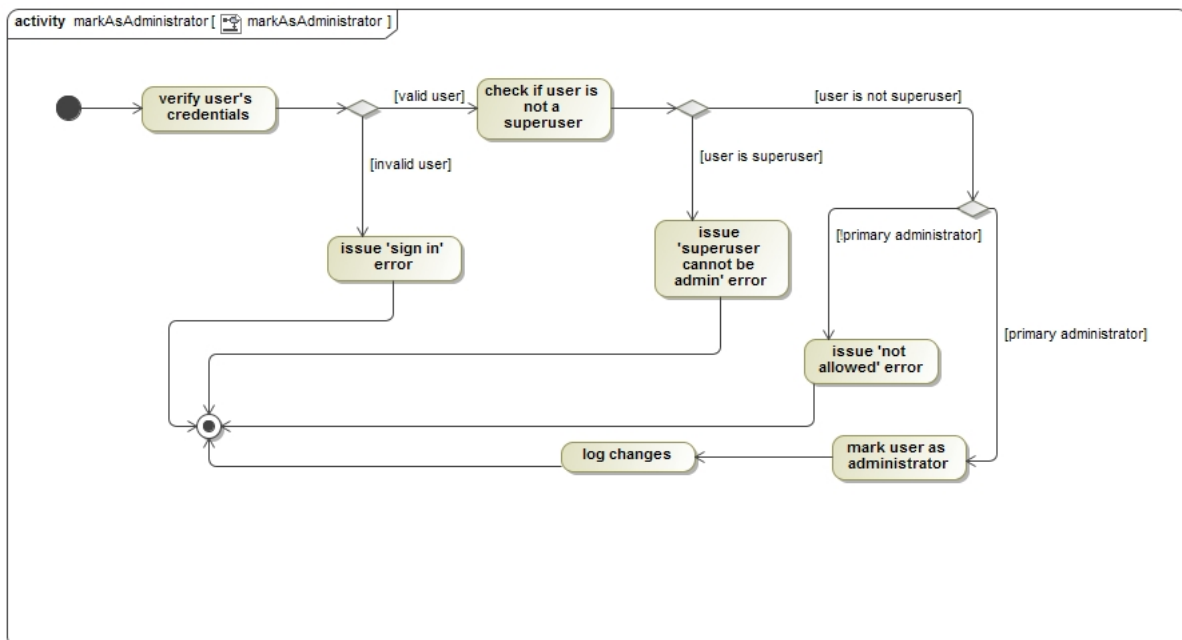 activity markAsAdministrator [ markAsAdministrator ]
verify user's
credentials
[valid user]
check if user is
not a
superuser
[user is not superuser]
[invalid user]
[user is superuser]
issue 'sign in'
error
issue
'superuser
cannot be
admin' error
[!primary administrator]
[primary administrator]
issue 'not
allowed' error
log changes
mark user as
administrator